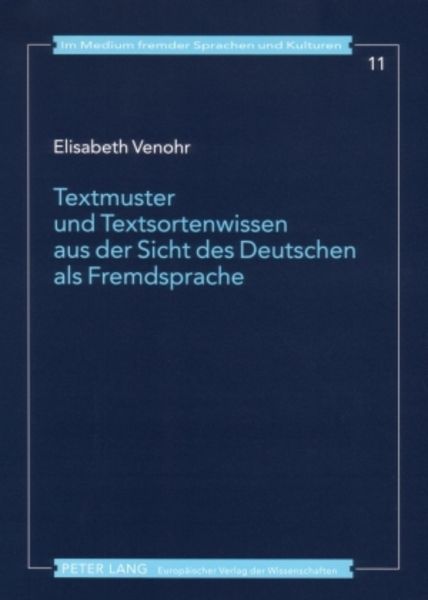 Im Medium fremder Sprachen und Kulturen
11
Elisabeth Venohr
Textmuster
und Textsortenwissen
aus der Sicht des Deutschen
als Fremdsprache
PETER LANG Europäischer Verlag der Wissenschaften